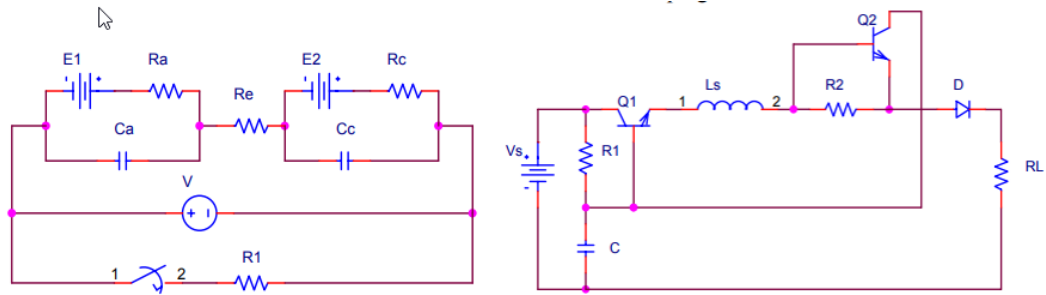 E1 Ra E2 Rc
Re
Ca Cc
V
R1
1 2
Q2
Ls R2 D
Q1 1 2
Vs R1 RL
C